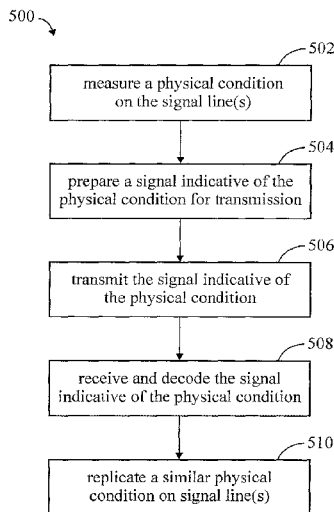 500
502
measure a physical condition
on the signal line(s)
504
prepare a signal indicative of the
physical condition for transmission
506
transmit the signal indicative of
the physical condition
508
receive and decode the signal
indicative of the physical condition
510
replicate a similar physical
condition on signal line(s)